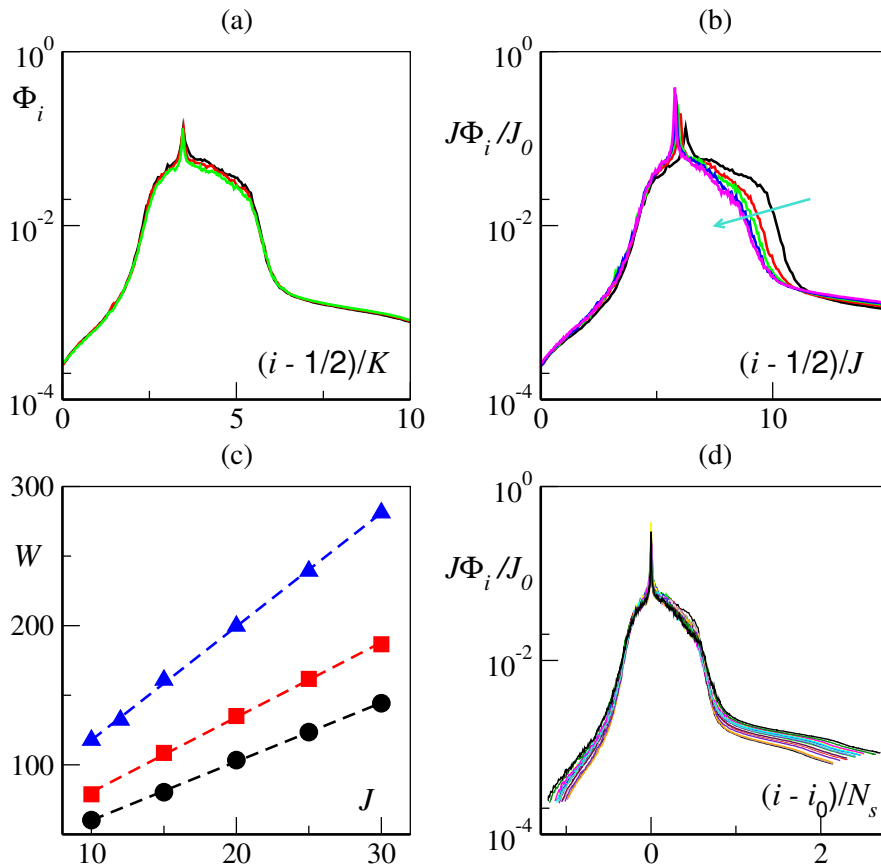 (a)
(b)
10^0
Φ_i
10^-2
10^-4
0
5
10
(i - 1/2)/K
10^0
JΦ_i/J_0
10^-2
10^-4
0
5
10
(i - 1/2)/J
(c)
(d)
300
W
200
100
10
20
30
J
10^0
JΦ_i/J_0
10^-2
10^-4
0
2
(i - i_0)/N_s